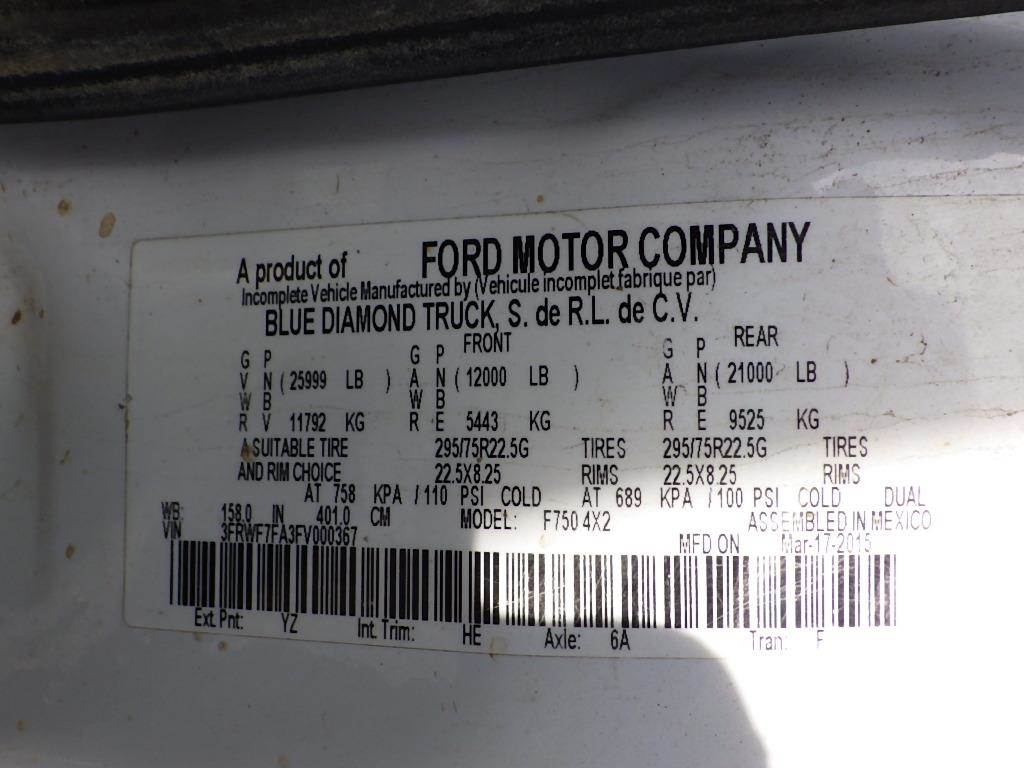 A product of FORD MOTOR COMPANY
Incomplete Vehicle Manufactured by (Vehicule incomplet fabrique par)
BLUE DIAMOND TRUCK, S. de R.L. de C.V.
FRONT REAR
G P G P G P
V N ( 25999 LB ) A N ( 12000 LB ) A N ( 21000 LB )
W B W B W B
R V 11792 KG R E 5443 KG R E 9525 KG
A SUITABLE TIRE 295/75R22.5G TIRES 295/75R22.5G TIRES
AND RIM CHOICE 22.5X8.25 RIMS 22.5X8.25 RIMS
AT 758 KPA / 110 PSI COLD AT 689 KPA / 100 PSI COLD DUAL
WB: 158.0 IN 401.0 CM MODEL: F750 4X2 ASSEMBLED IN MEXICO
VIN 3FRWF7FA3FV000367 MFD ON Mar-17-2015
Ext. Pnt: YZ Int. Trim: HE Axle: 6A Tran: F